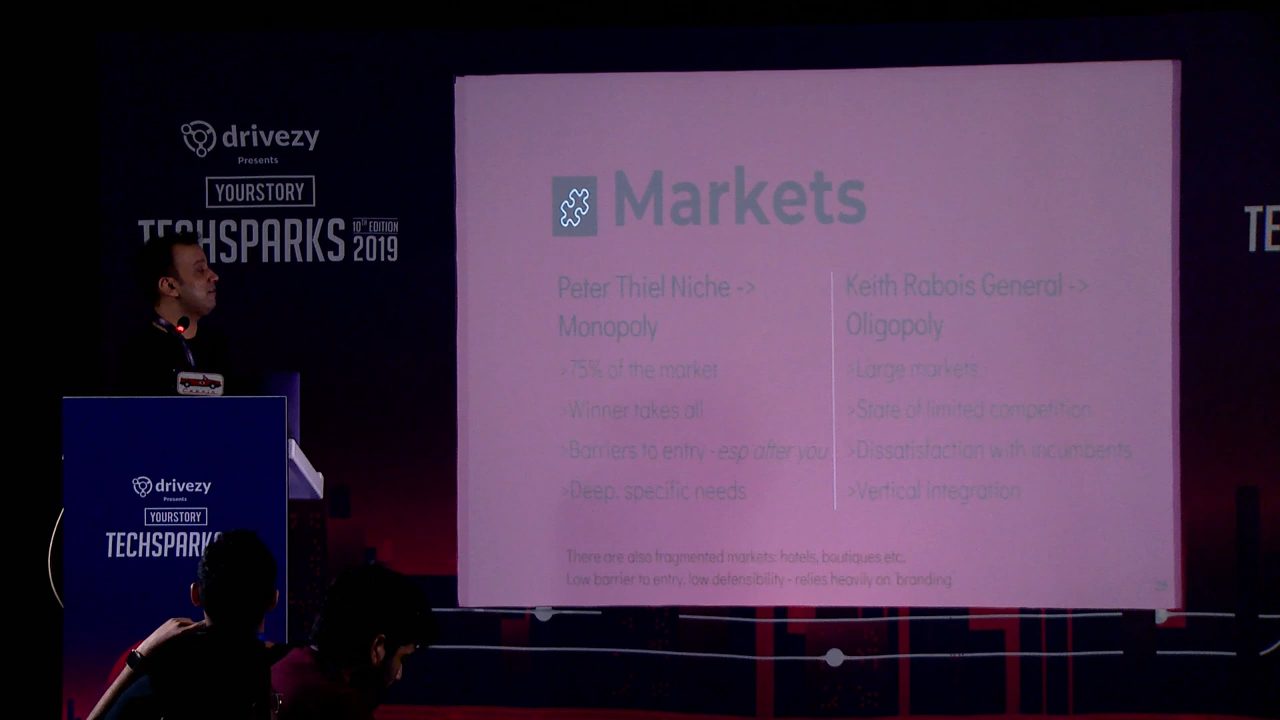 drivezy
Presents
YOURSTORY
TECHSPARKS 10TH EDITION 2019
Markets
Peter Thiel Niche ->
Monopoly
>75% of the market
>Winner takes all
>Barriers to entry - esp after you
>Deep, specific needs
Keith Rabois General ->
Oligopoly
>Large markets
>State of limited competition
>Dissatisfaction with incumbents
>Vertical integration
There are also fragmented markets: hotels, boutiques etc.
Low barrier to entry, low defensibility - relies heavily on branding
TE
drivezy
Presents
YOURSTORY
TECHSPARKS